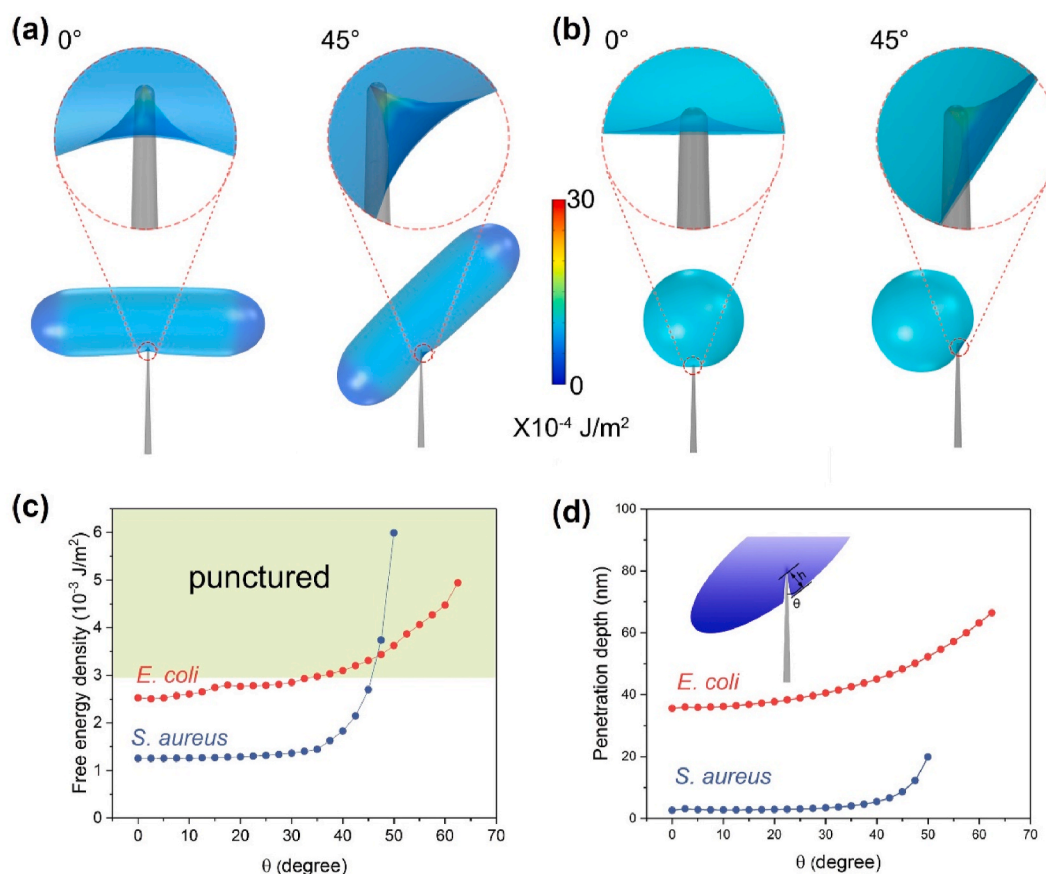 (a)
0°
45°
(b)
0°
45°
30
0
X10⁻⁴ J/m²
(c)
Free energy density (10⁻³ J/m²)
6
5
4
3
2
1
0
punctured
E. coli
S. aureus
0 10 20 30 40 50 60 70
θ (degree)
(d)
Penetration depth (nm)
100
80
60
40
20
0
h
θ
E. coli
S. aureus
0 10 20 30 40 50 60 70
θ (degree)